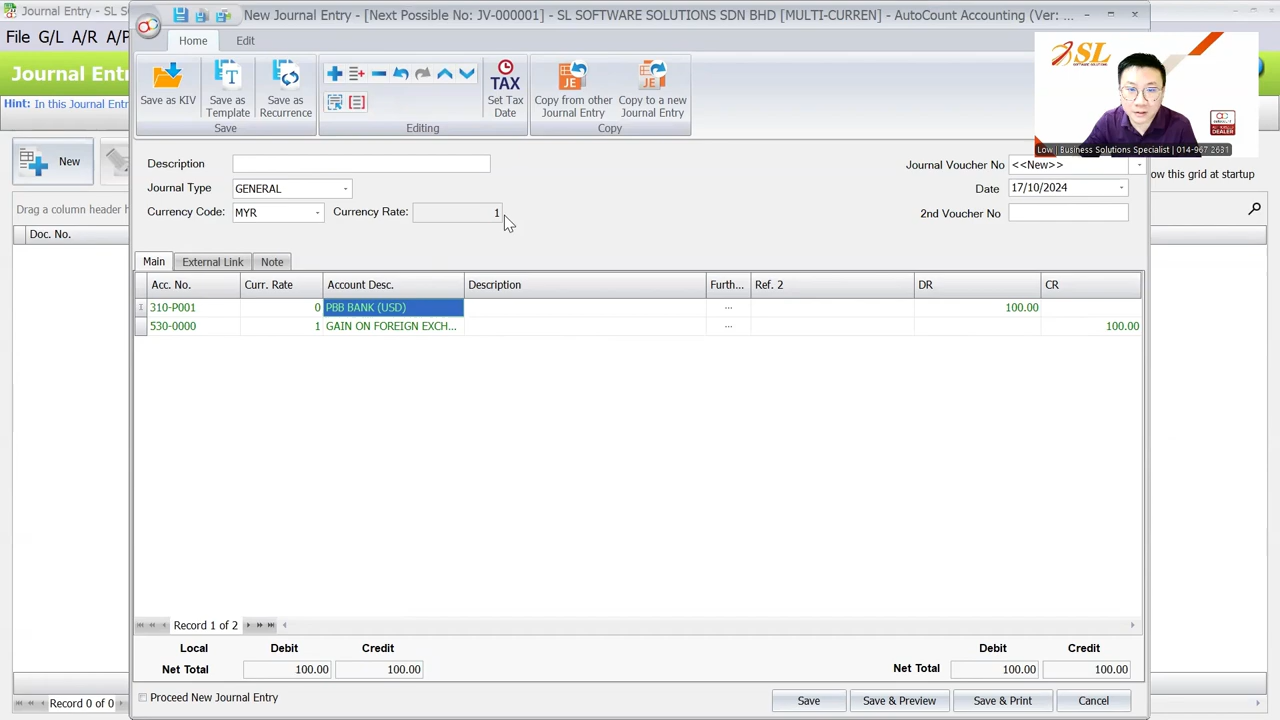 Journal Entry - SL S
File G/L A/R A/P
Journal Entr
Hint: In this Journal Entr
New
Drag a column header h
Doc. No.
Record 0 of 0
how this grid at startup
New Journal Entry - [Next Possible No: JV-000001] - SL SOFTWARE SOLUTIONS SDN BHD [MULTI-CURREN] - AutoCount Accounting (Ver: ...
Home Edit
Save as KIV
Save as Template
Save as Recurrence
Save
Editing
TAX
Set Tax Date
Copy from other Journal Entry
Copy to a new Journal Entry
Copy
SL
SOFTWARE SOLUTIONS
DEALER
Low | Business Solutions Specialist | 014-967 2631
Description
Journal Voucher No <<New>>
Journal Type GENERAL
Date 17/10/2024
Currency Code: MYR Currency Rate: 1
2nd Voucher No
Main External Link Note
Acc. No. Curr. Rate Account Desc. Description Furth... Ref. 2 DR CR
310-P001 0 PBB BANK (USD) ... 100.00
530-0000 1 GAIN ON FOREIGN EXCH... ... 100.00
Record 1 of 2
Local Debit Credit Debit Credit
Net Total 100.00 100.00 Net Total 100.00 100.00
Proceed New Journal Entry
Save Save & Preview Save & Print Cancel